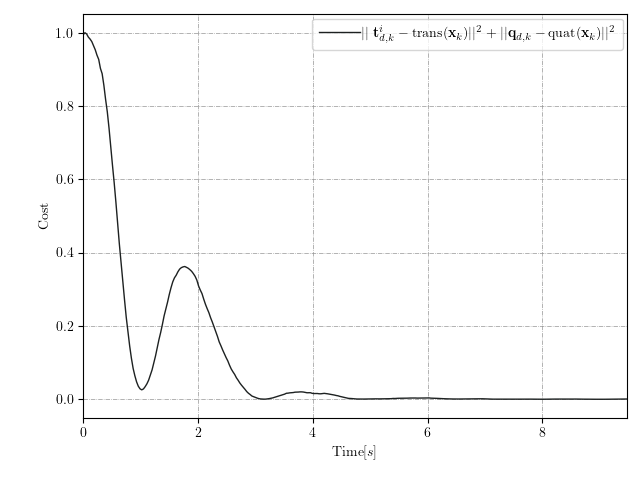 || t^i_{d,k} − trans(x_k)||² + ||q_{d,k} − quat(x_k)||²
1.0
0.8
0.6
0.4
0.2
0.0
Cost
0 2 4 6 8
Time[s]